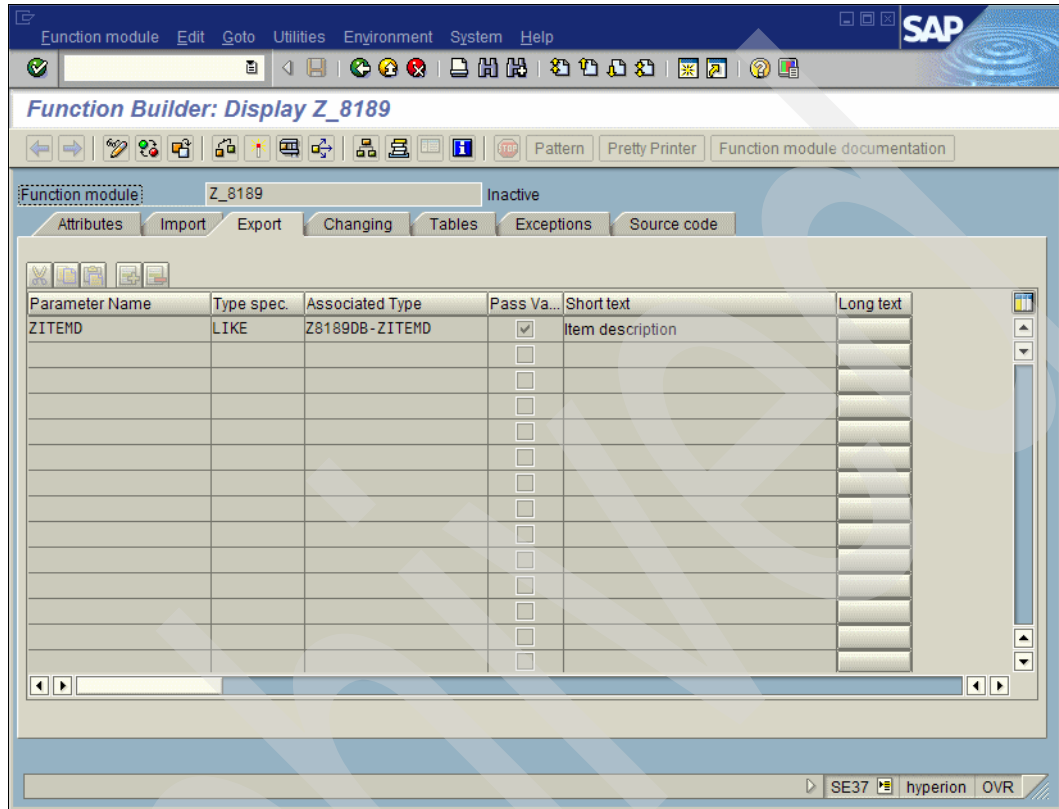 Function module Edit Goto Utilities Environment System Help
SAP
Function Builder: Display Z_8189
STOP Pattern Pretty Printer Function module documentation
Function module Z_8189 Inactive
Attributes Import Export Changing Tables Exceptions Source code
Parameter Name Type spec. Associated Type Pass Va... Short text Long text
ZITEMD LIKE Z8189DB-ZITEMD Item description
SE37 hyperion OVR